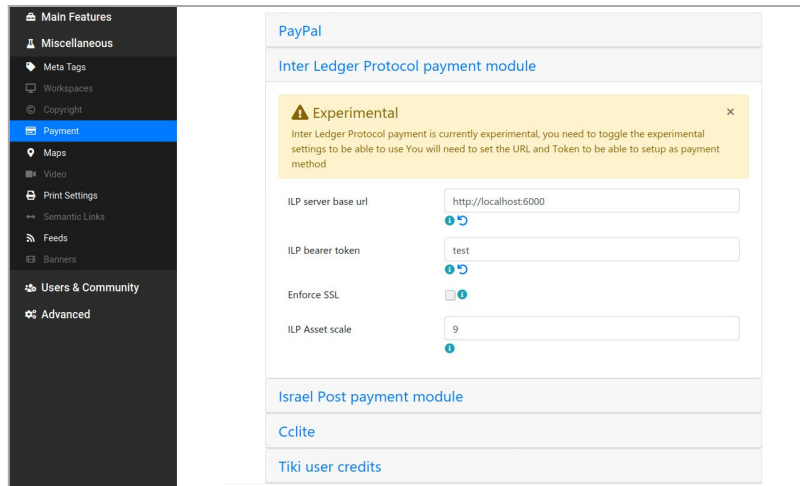 Main Features
Miscellaneous
Meta Tags
Workspaces
Copyright
Payment
Maps
Video
Print Settings
Semantic Links
Feeds
Banners
Users & Community
Advanced
PayPal
Inter Ledger Protocol payment module
Experimental
×
Inter Ledger Protocol payment is currently experimental, you need to toggle the experimental
settings to be able to use You will need to set the URL and Token to be able to setup as payment
method
ILP server base url
http://localhost:6000
ILP bearer token
test
Enforce SSL
ILP Asset scale
9
Israel Post payment module
Cclite
Tiki user credits